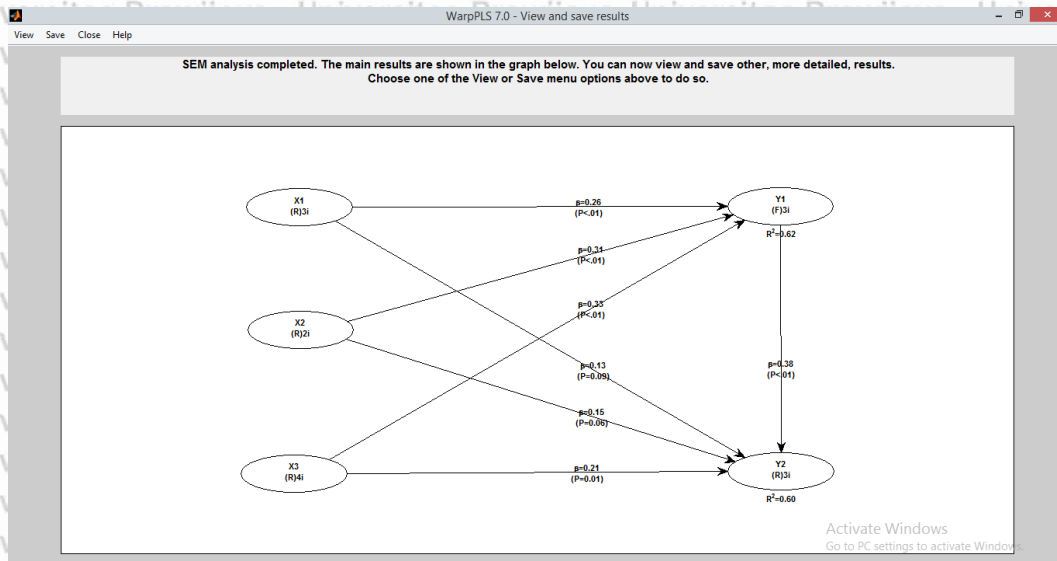 WarpPLS 7.0 - View and save results
View Save Close Help
SEM analysis completed. The main results are shown in the graph below. You can now view and save other, more detailed, results.
Choose one of the View or Save menu options above to do so.
X1
(R)3i
β=0.26
(P<.01)
Y1
(F)3i
R²=0.62
β=0.31
(P<.01)
β=0.33
(P<.01)
X2
(R)2i
β=0.13
(P=0.09)
β=0.38
(P<.01)
β=0.15
(P=0.06)
X3
(R)4i
β=0.21
(P=0.01)
Y2
(R)3i
R²=0.60
Activate Windows
Go to PC settings to activate Windows.